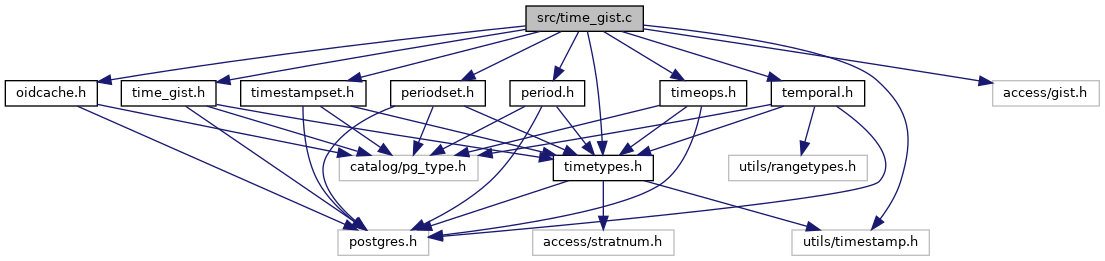 src/time_gist.c
oidcache.h
time_gist.h
timestampset.h
periodset.h
period.h
timeops.h
temporal.h
access/gist.h
catalog/pg_type.h
timetypes.h
utils/rangetypes.h
postgres.h
access/stratnum.h
utils/timestamp.h